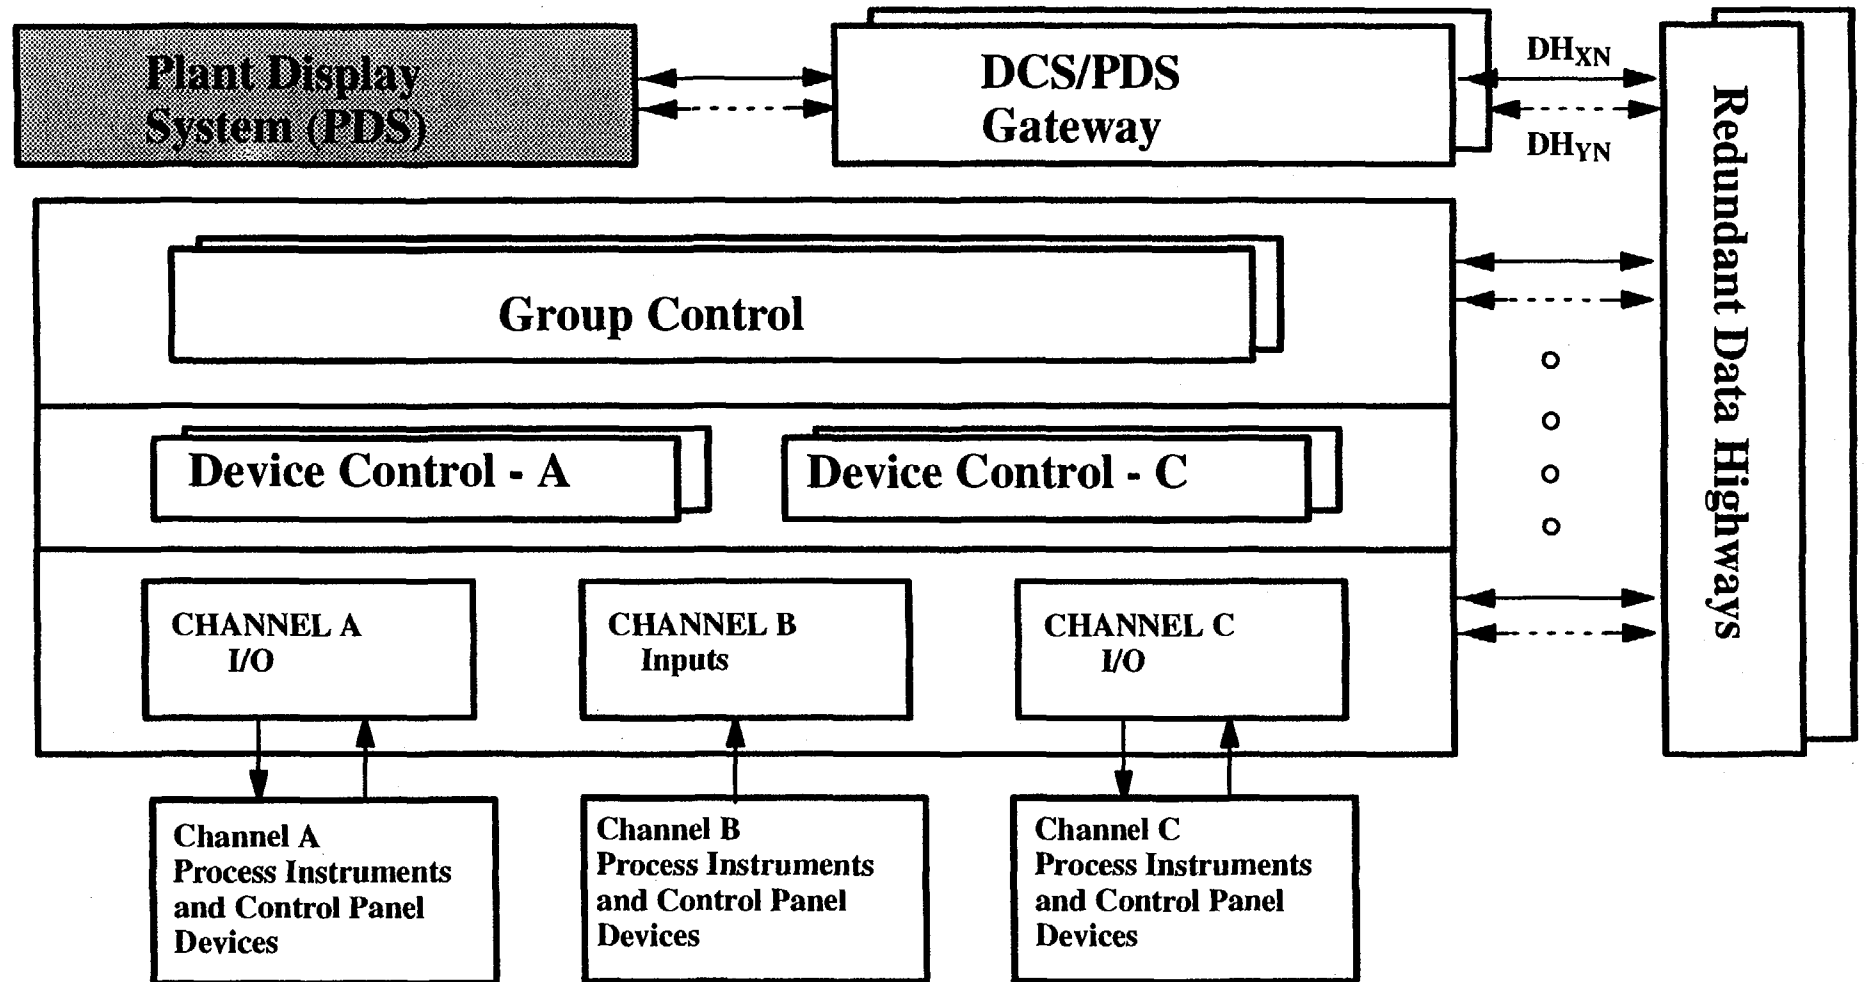 Plant Display
System (PDS)
DCS/PDS
Gateway
DHXN
DHYN
Redundant Data Highways
Group Control
Device Control - A
Device Control - C
CHANNEL A
I/O
CHANNEL B
Inputs
CHANNEL C
I/O
Channel A
Process Instruments
and Control Panel
Devices
Channel B
Process Instruments
and Control Panel
Devices
Channel C
Process Instruments
and Control Panel
Devices